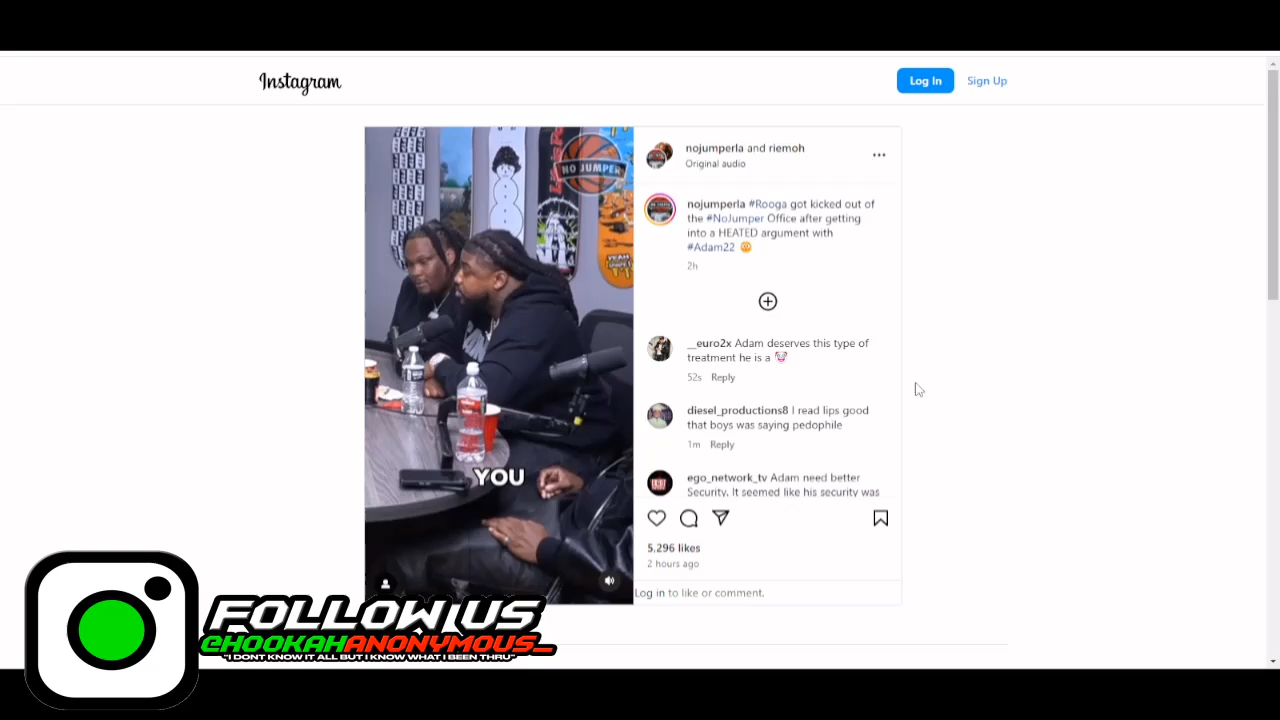 Instagram
Log In
Sign Up
NO JUMPER
YEAH
YOU
nojumperla and riemoh
Original audio
nojumperla #Rooga got kicked out of
the #NoJumper Office after getting
into a HEATED argument with
#Adam22 😳
2h
__euro2x Adam deserves this type of
treatment he is a 🤡
52s Reply
diesel_productions8 I read lips good
that boys was saying pedophile
1m Reply
ego_network_tv Adam need better
Security. It seemed like his security was
5,296 likes
2 hours ago
Log in to like or comment.
FOLLOW US
@HOOKAHANONYMOUS_
"I DONT KNOW IT ALL BUT I KNOW WHAT I BEEN THRU"